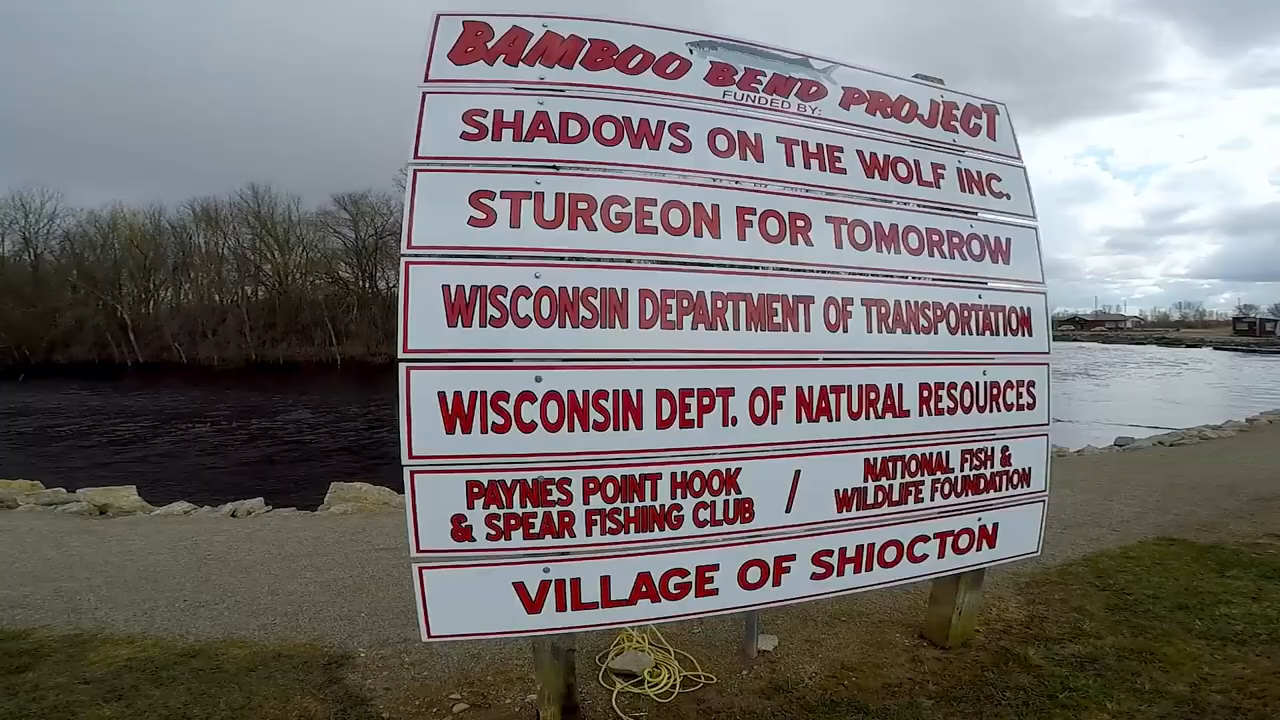 BAMBOO BEND PROJECT
FUNDED BY:
SHADOWS ON THE WOLF INC.
STURGEON FOR TOMORROW
WISCONSIN DEPARTMENT OF TRANSPORTATION
WISCONSIN DEPT. OF NATURAL RESOURCES
PAYNES POINT HOOK
& SPEAR FISHING CLUB
/
NATIONAL FISH &
WILDLIFE FOUNDATION
VILLAGE OF SHIOCTON